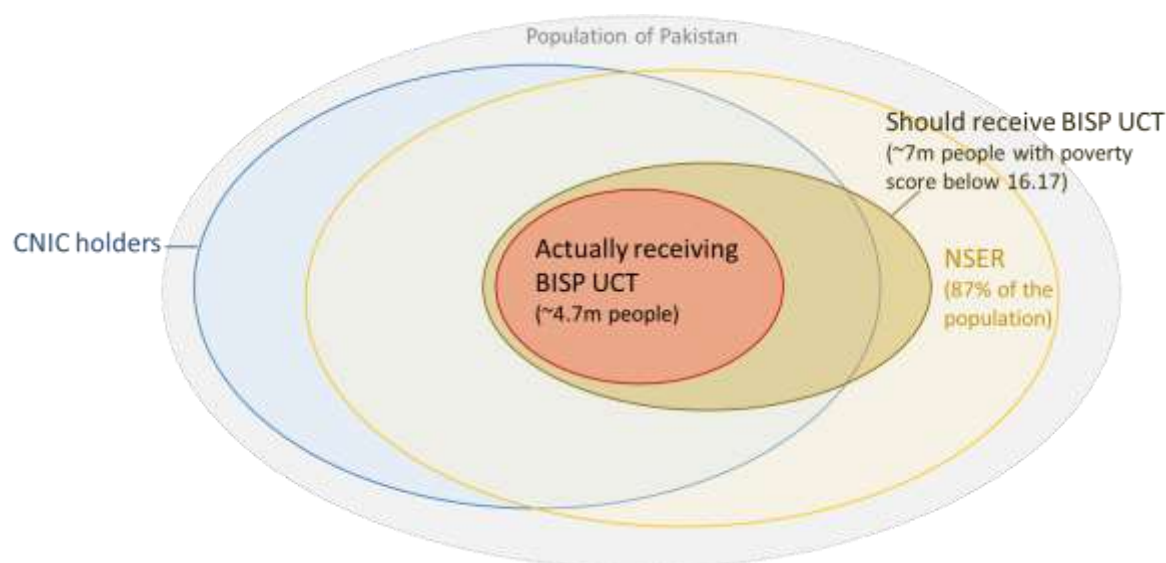 Population of Pakistan
Should receive BISP UCT
(~7m people with poverty
score below 16.17)
CNIC holders
Actually receiving
BISP UCT
(~4.7m people)
NSER
(87% of the
population)